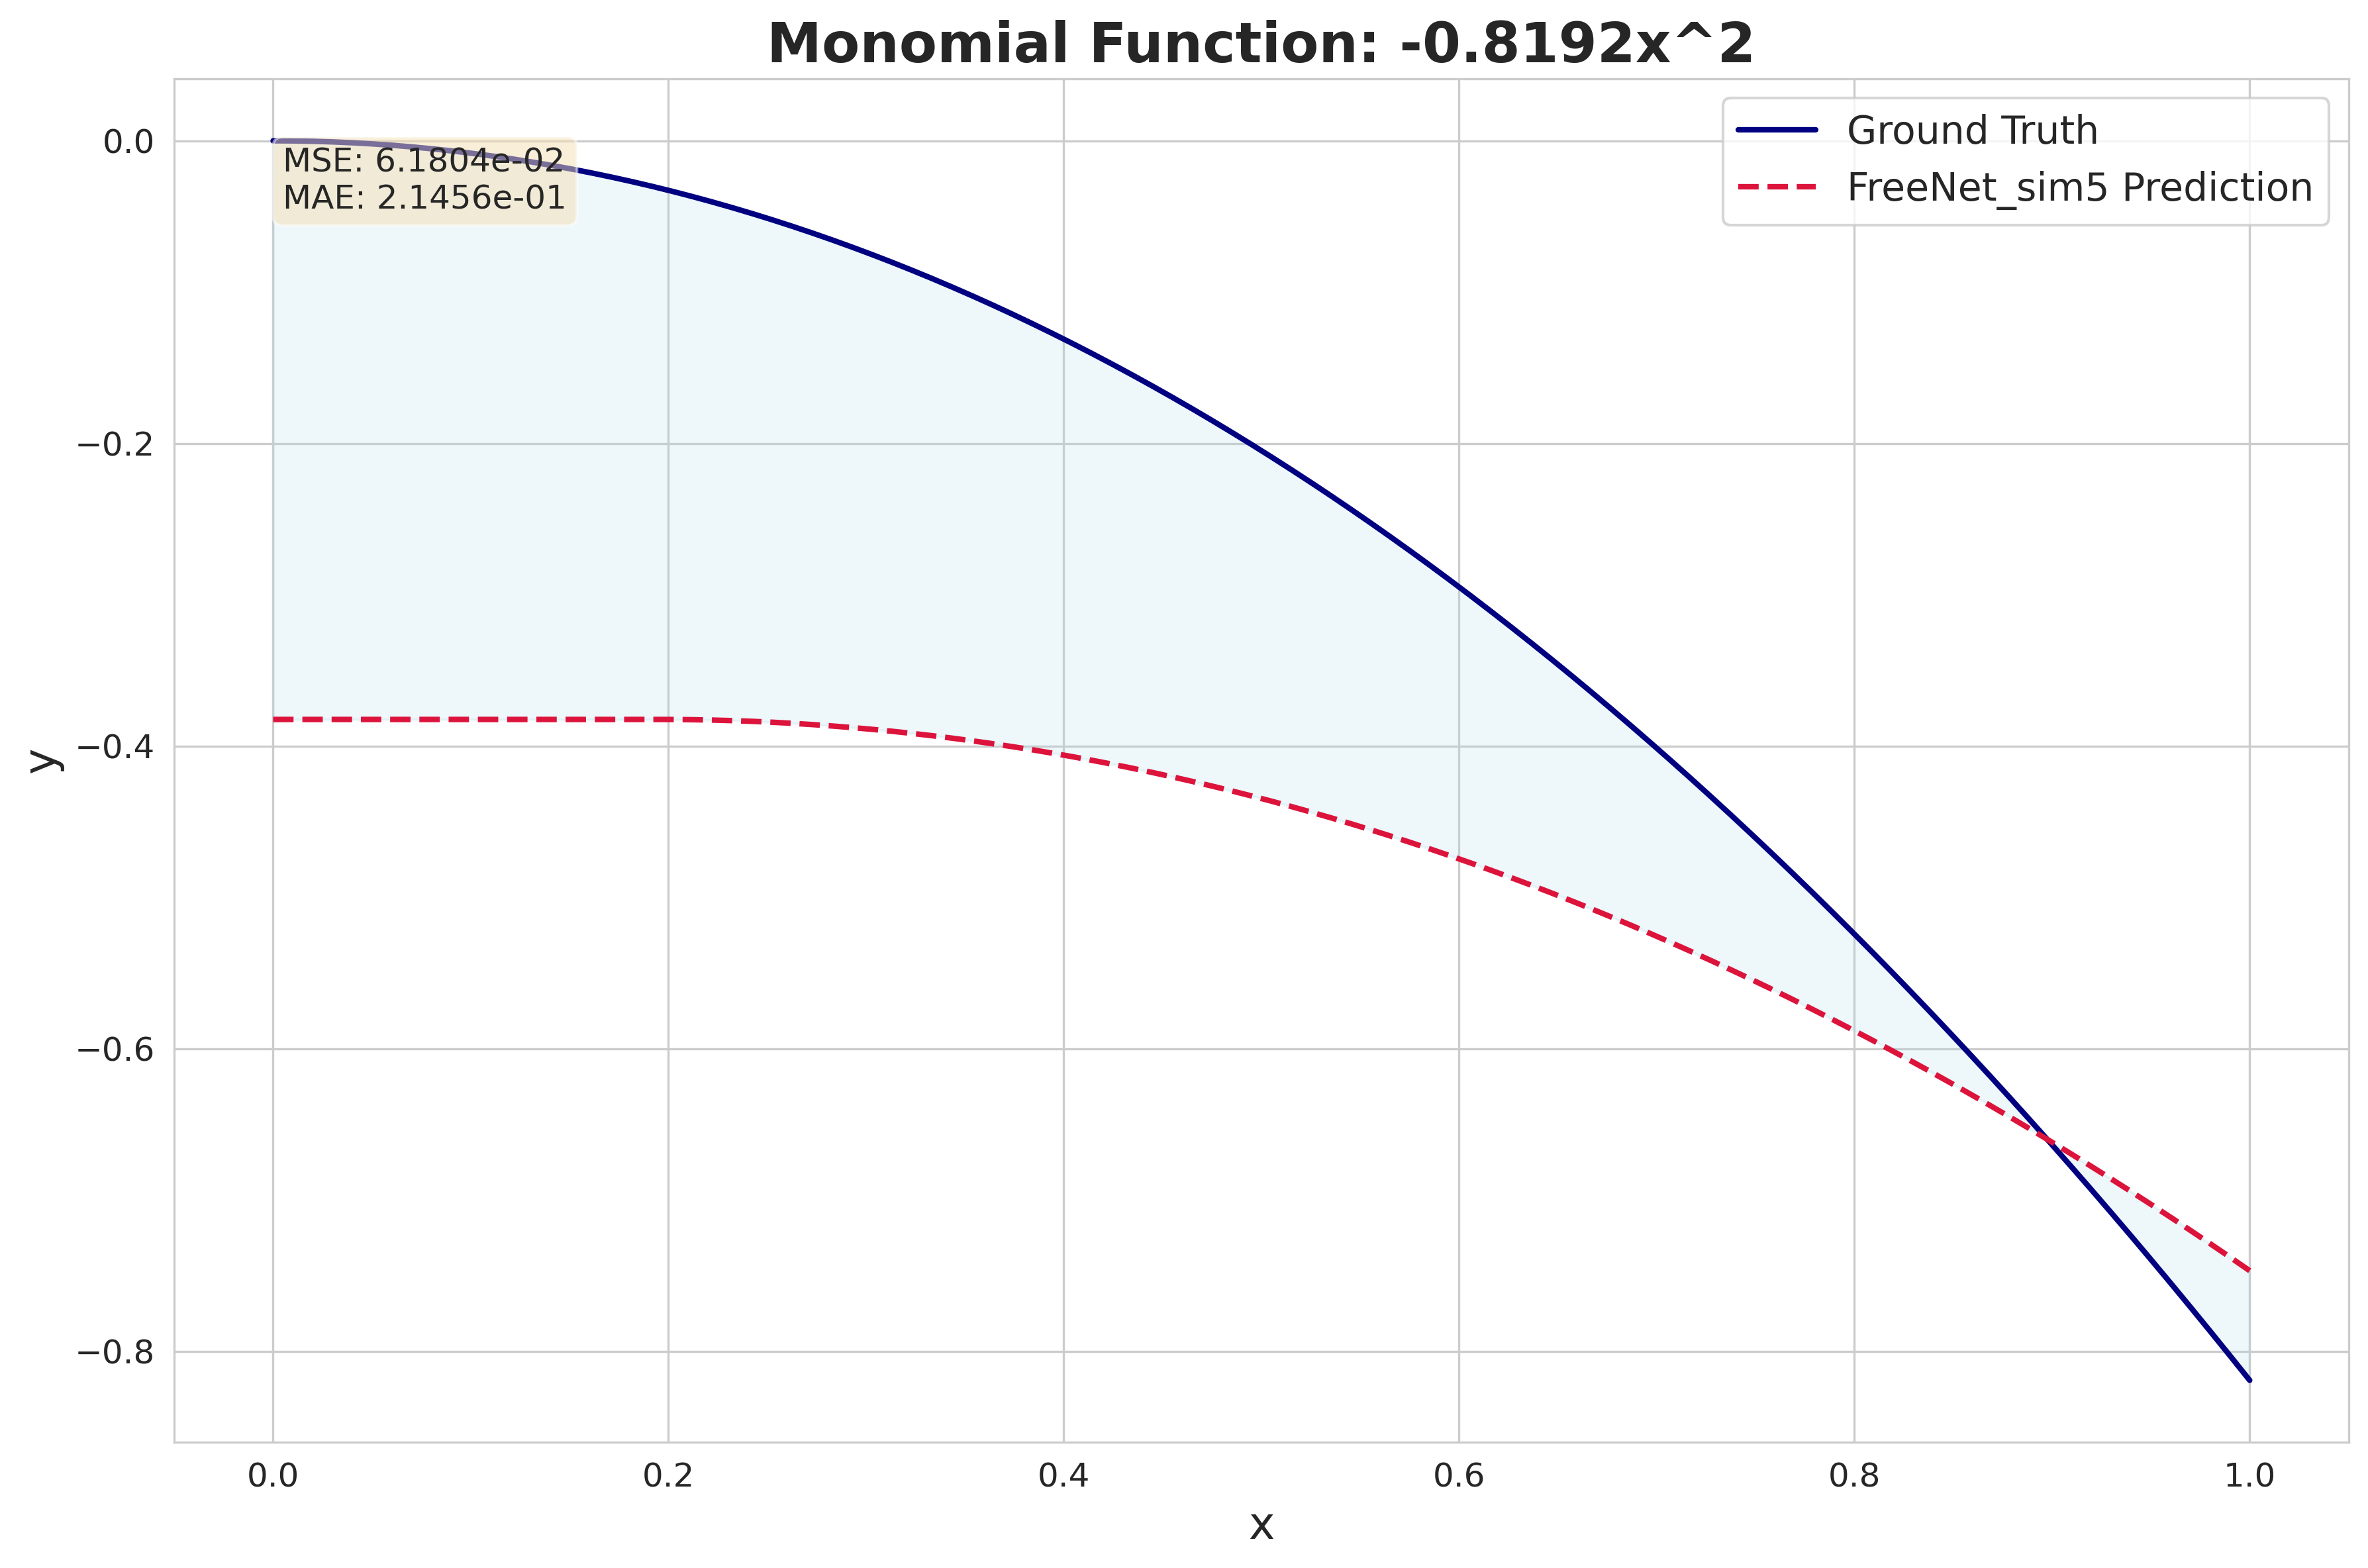 Monomial Function: -0.8192x^2
Ground Truth
FreeNet_sim5 Prediction
MSE: 6.1804e-02
MAE: 2.1456e-01
y
0.0
−0.2
−0.4
−0.6
−0.8
0.0 0.2 0.4 0.6 0.8 1.0
x